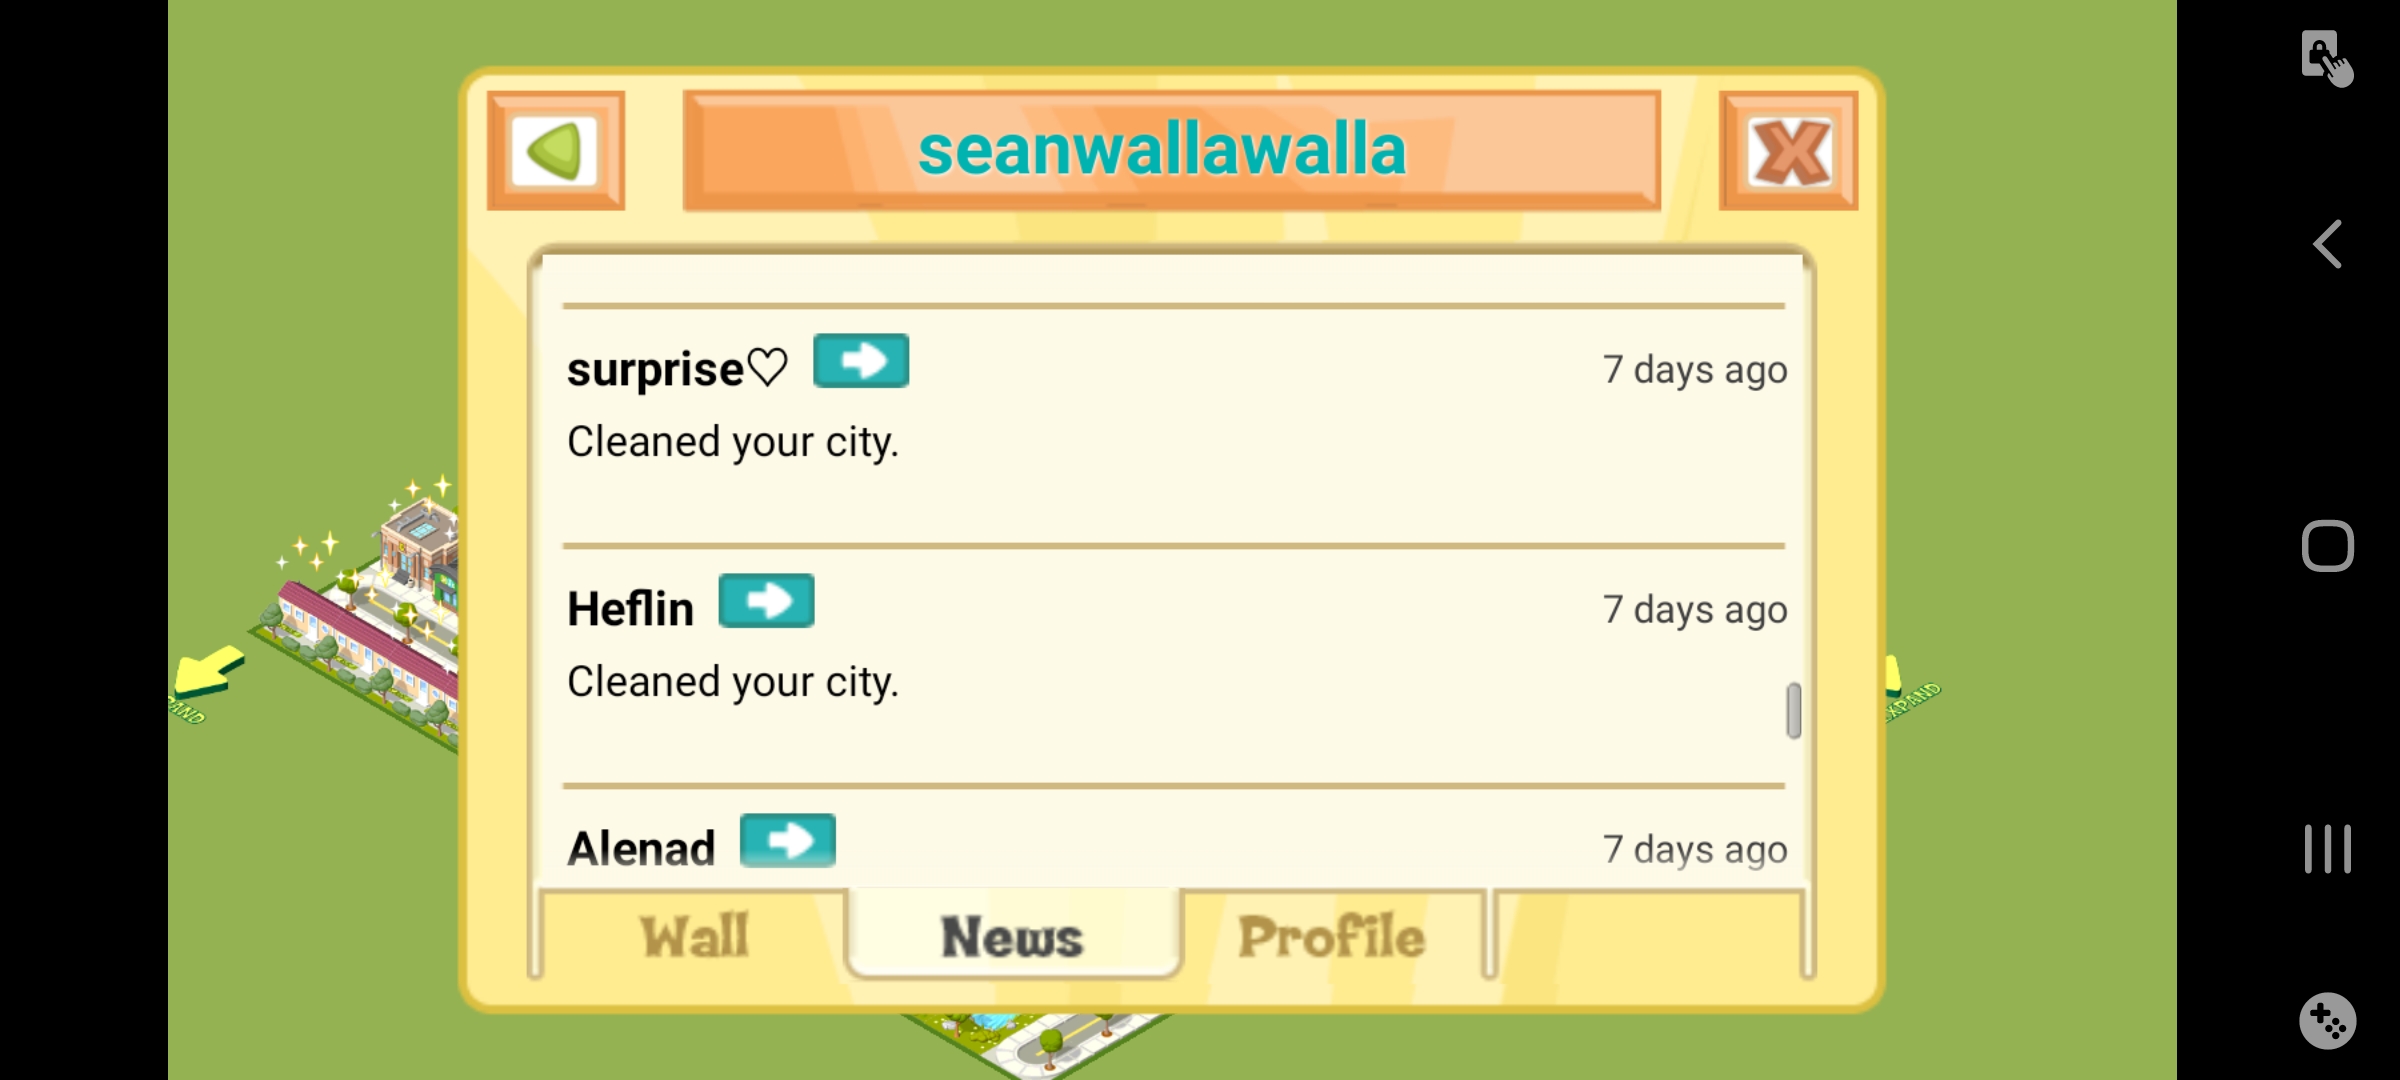 seanwallawalla
surprise♡
7 days ago
Cleaned your city.
Heflin
7 days ago
Cleaned your city.
Alenad
7 days ago
Wall
News
Profile